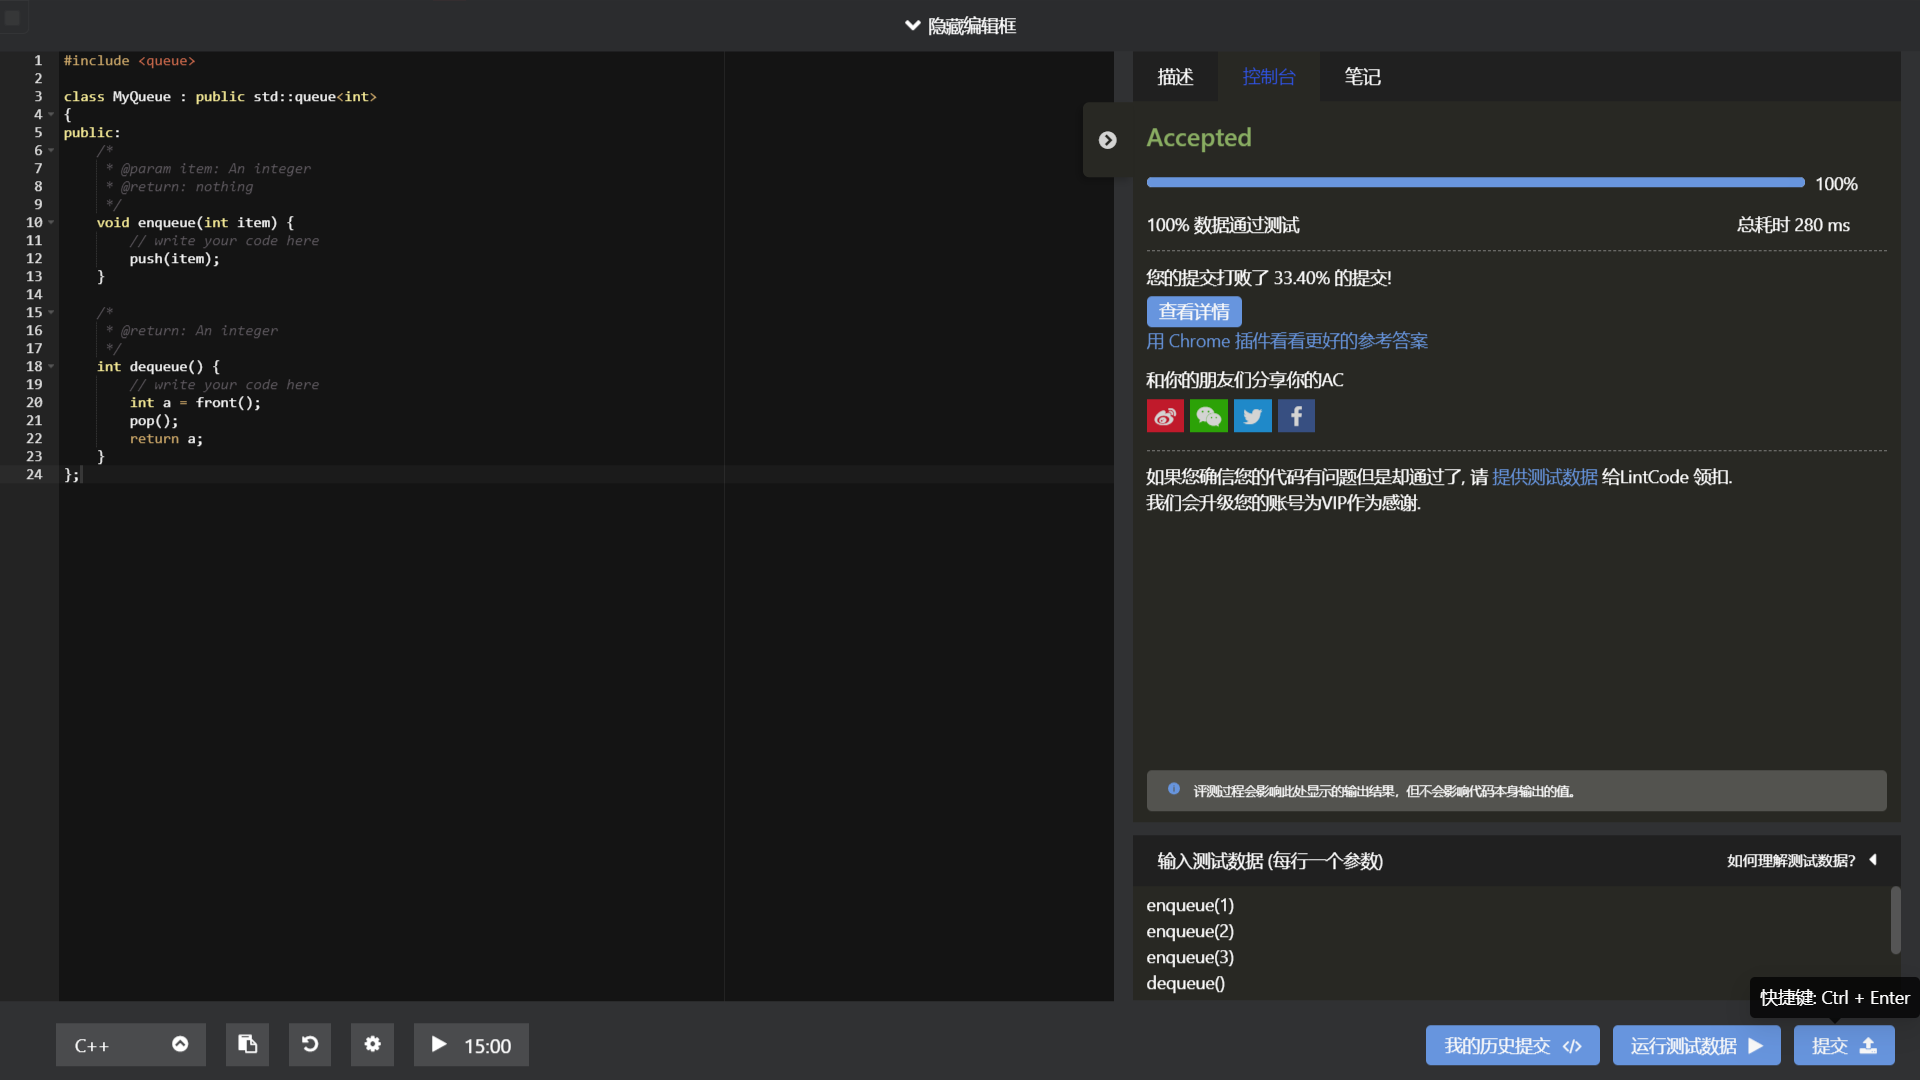 隐藏编辑框
1 #include <queue>
2
3 class MyQueue : public std::queue<int>
4 {
5 public:
6 /*
7 * @param item: An integer
8 * @return: nothing
9 */
10 void enqueue(int item) {
11 // write your code here
12 push(item);
13 }
14
15 /*
16 * @return: An integer
17 */
18 int dequeue() {
19 // write your code here
20 int a = front();
21 pop();
22 return a;
23 }
24 };
描述 控制台 笔记
Accepted
100%
100% 数据通过测试 总耗时 280 ms
您的提交打败了 33.40% 的提交!
查看详情
用 Chrome 插件看看更好的参考答案
和你的朋友们分享你的AC
如果您确信您的代码有问题但是却通过了, 请 提供测试数据 给LintCode 领扣.
我们会升级您的账号为VIP作为感谢.
评测过程会影响此处显示的输出结果，但不会影响代码本身输出的值。
输入测试数据 (每行一个参数) 如何理解测试数据?
enqueue(1)
enqueue(2)
enqueue(3)
dequeue()
快捷键: Ctrl + Enter
C++ 15:00 我的历史提交 运行测试数据 提交